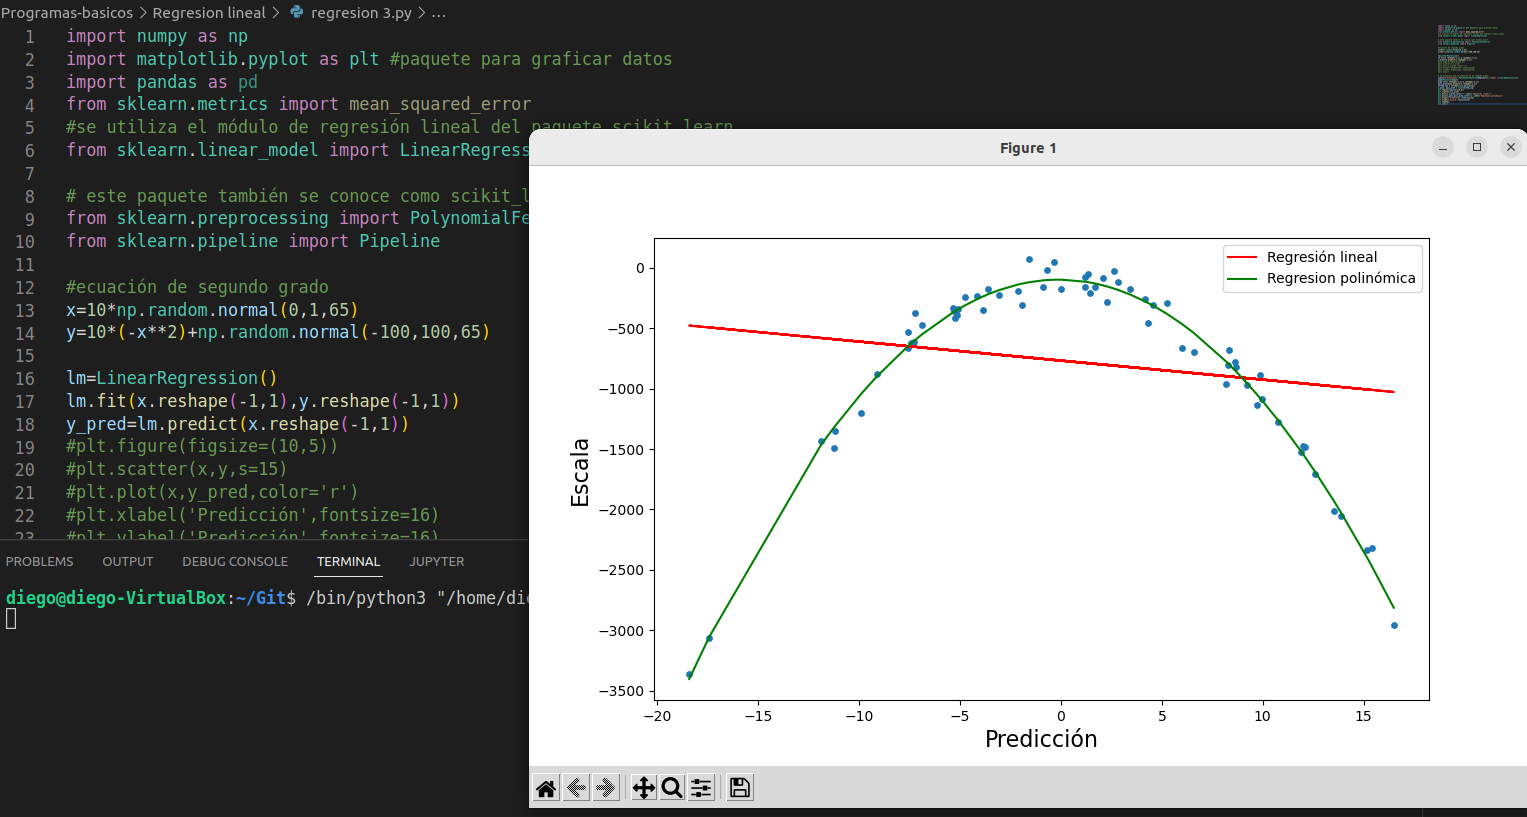 Programas-basicos > Regresion lineal > regresion 3.py > ...
1 import numpy as np
2 import matplotlib.pyplot as plt #paquete para graficar datos
3 import pandas as pd
4 from sklearn.metrics import mean_squared_error
5 #se utiliza el módulo de regresión lineal del paquete scikit learn
6 from sklearn.linear_model import LinearRegress
7
8 # este paquete también se conoce como scikit_l
9 from sklearn.preprocessing import PolynomialFe
10 from sklearn.pipeline import Pipeline
11
12 #ecuación de segundo grado
13 x=10*np.random.normal(0,1,65)
14 y=10*(-x**2)+np.random.normal(-100,100,65)
15
16 lm=LinearRegression()
17 lm.fit(x.reshape(-1,1),y.reshape(-1,1))
18 y_pred=lm.predict(x.reshape(-1,1))
19 #plt.figure(figsize=(10,5))
20 #plt.scatter(x,y,s=15)
21 #plt.plot(x,y_pred,color='r')
22 #plt.xlabel('Predicción',fontsize=16)
23 #plt.ylabel('Predicción',fontsize=16)
PROBLEMS OUTPUT DEBUG CONSOLE TERMINAL JUPYTER
diego@diego-VirtualBox:~/Git$ /bin/python3 "/home/die
Figure 1
Regresión lineal
Regresion polinómica
0
−500
−1000
−1500
−2000
−2500
−3000
−3500
Escala
−20 −15 −10 −5 0 5 10 15
Predicción